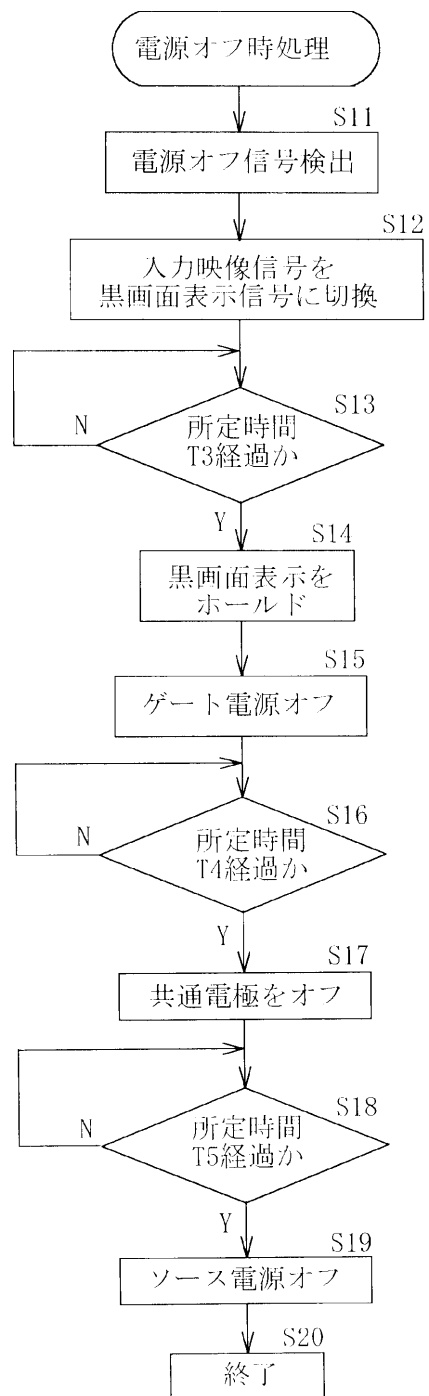 電源オフ時処理
S11
電源オフ信号検出
S12
入力映像信号を
黒画面表示信号に切換
S13
所定時間
T3経過か
N
Y
S14
黒画面表示を
ホールド
S15
ゲート電源オフ
S16
所定時間
T4経過か
N
Y
S17
共通電極をオフ
S18
所定時間
T5経過か
N
Y
S19
ソース電源オフ
S20
終了